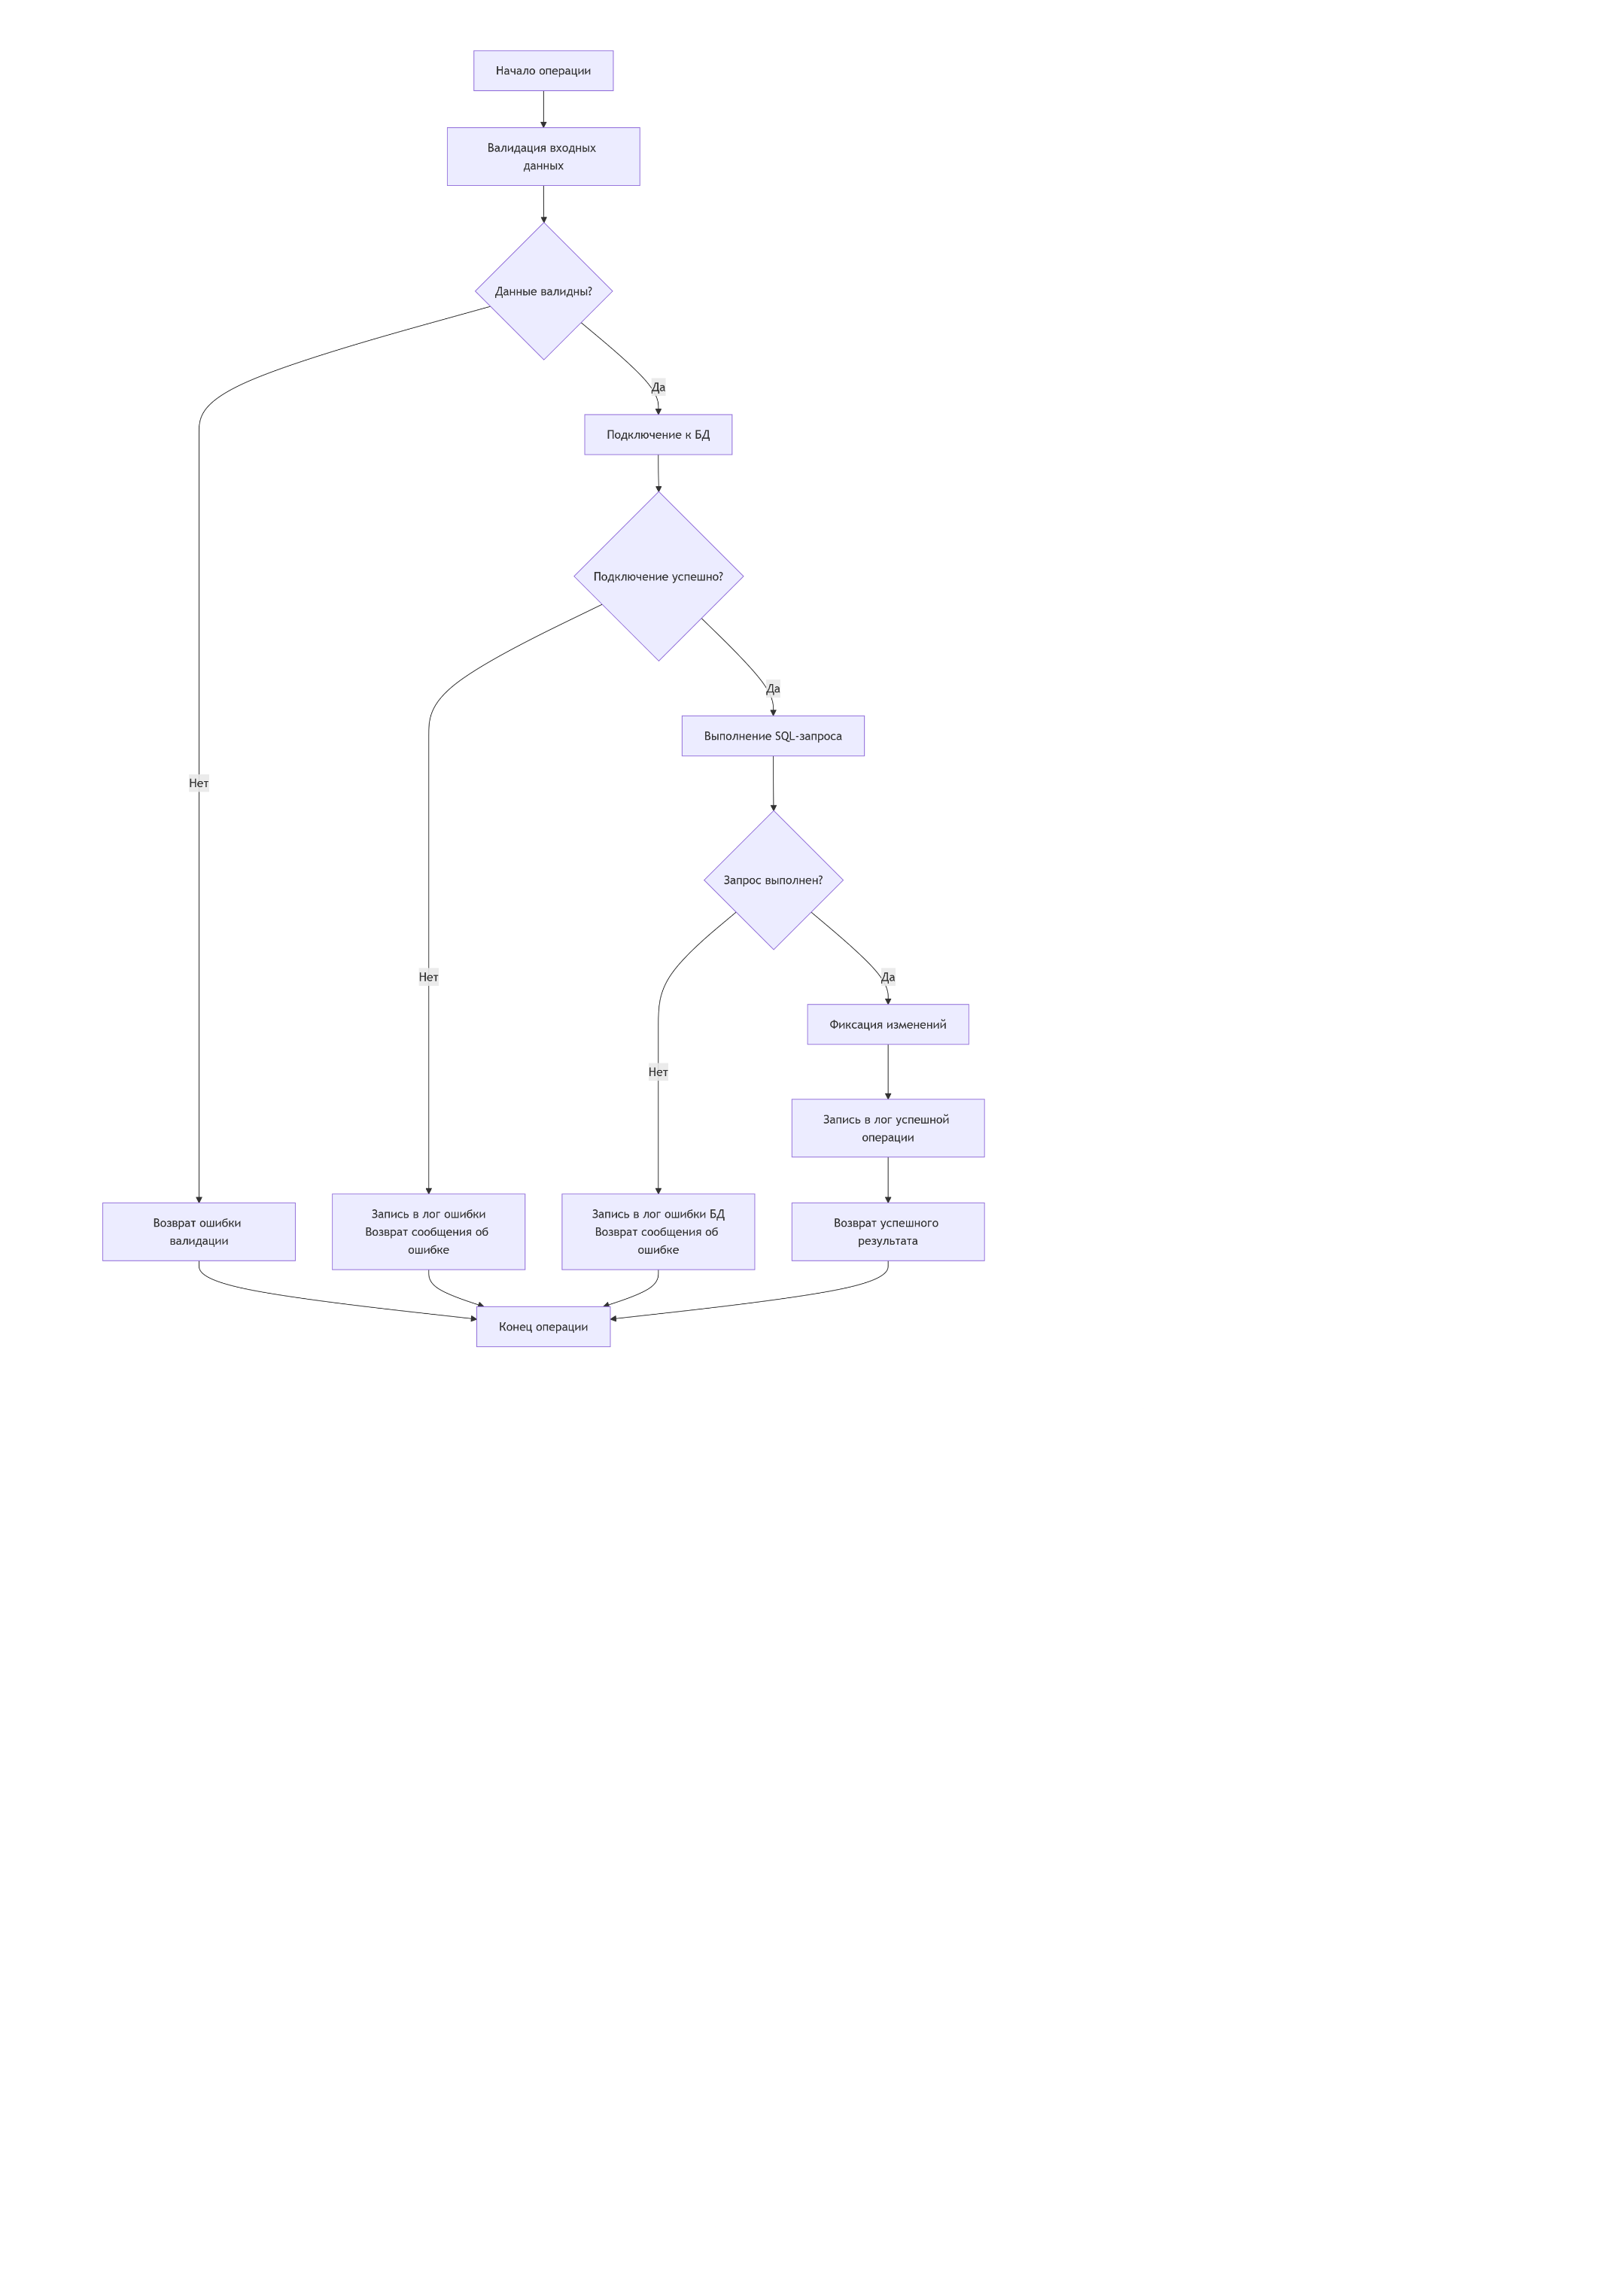 Начало операции
Валидация входных
данных
Данные валидны?
Да
Подключение к БД
Подключение успешно?
Да
Выполнение SQL-запроса
Нет
Запрос выполнен?
Нет
Да
Фиксация изменений
Нет
Запись в лог успешной
операции
Возврат ошибки
валидации
Запись в лог ошибки
Возврат сообщения об
ошибке
Запись в лог ошибки БД
Возврат сообщения об
ошибке
Возврат успешного
результата
Конец операции